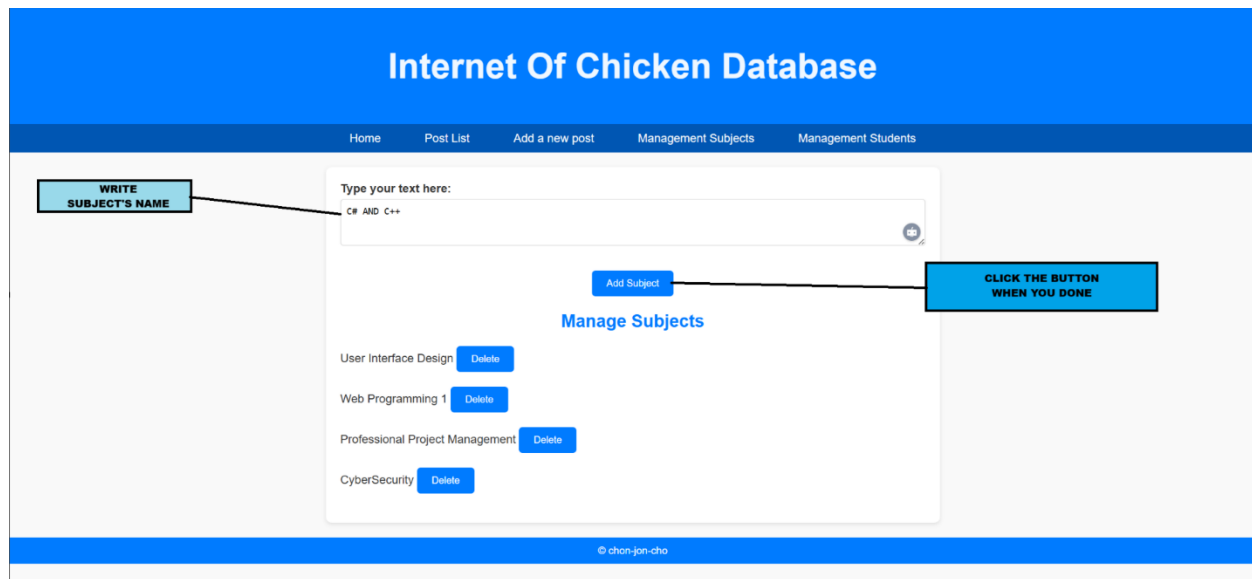 Internet Of Chicken Database
Home Post List Add a new post Management Subjects Management Students
WRITE
SUBJECT'S NAME
Type your text here:
C# AND C++
Add Subject
CLICK THE BUTTON
WHEN YOU DONE
Manage Subjects
User Interface Design Delete
Web Programming 1 Delete
Professional Project Management Delete
CyberSecurity Delete
© chon-jon-cho